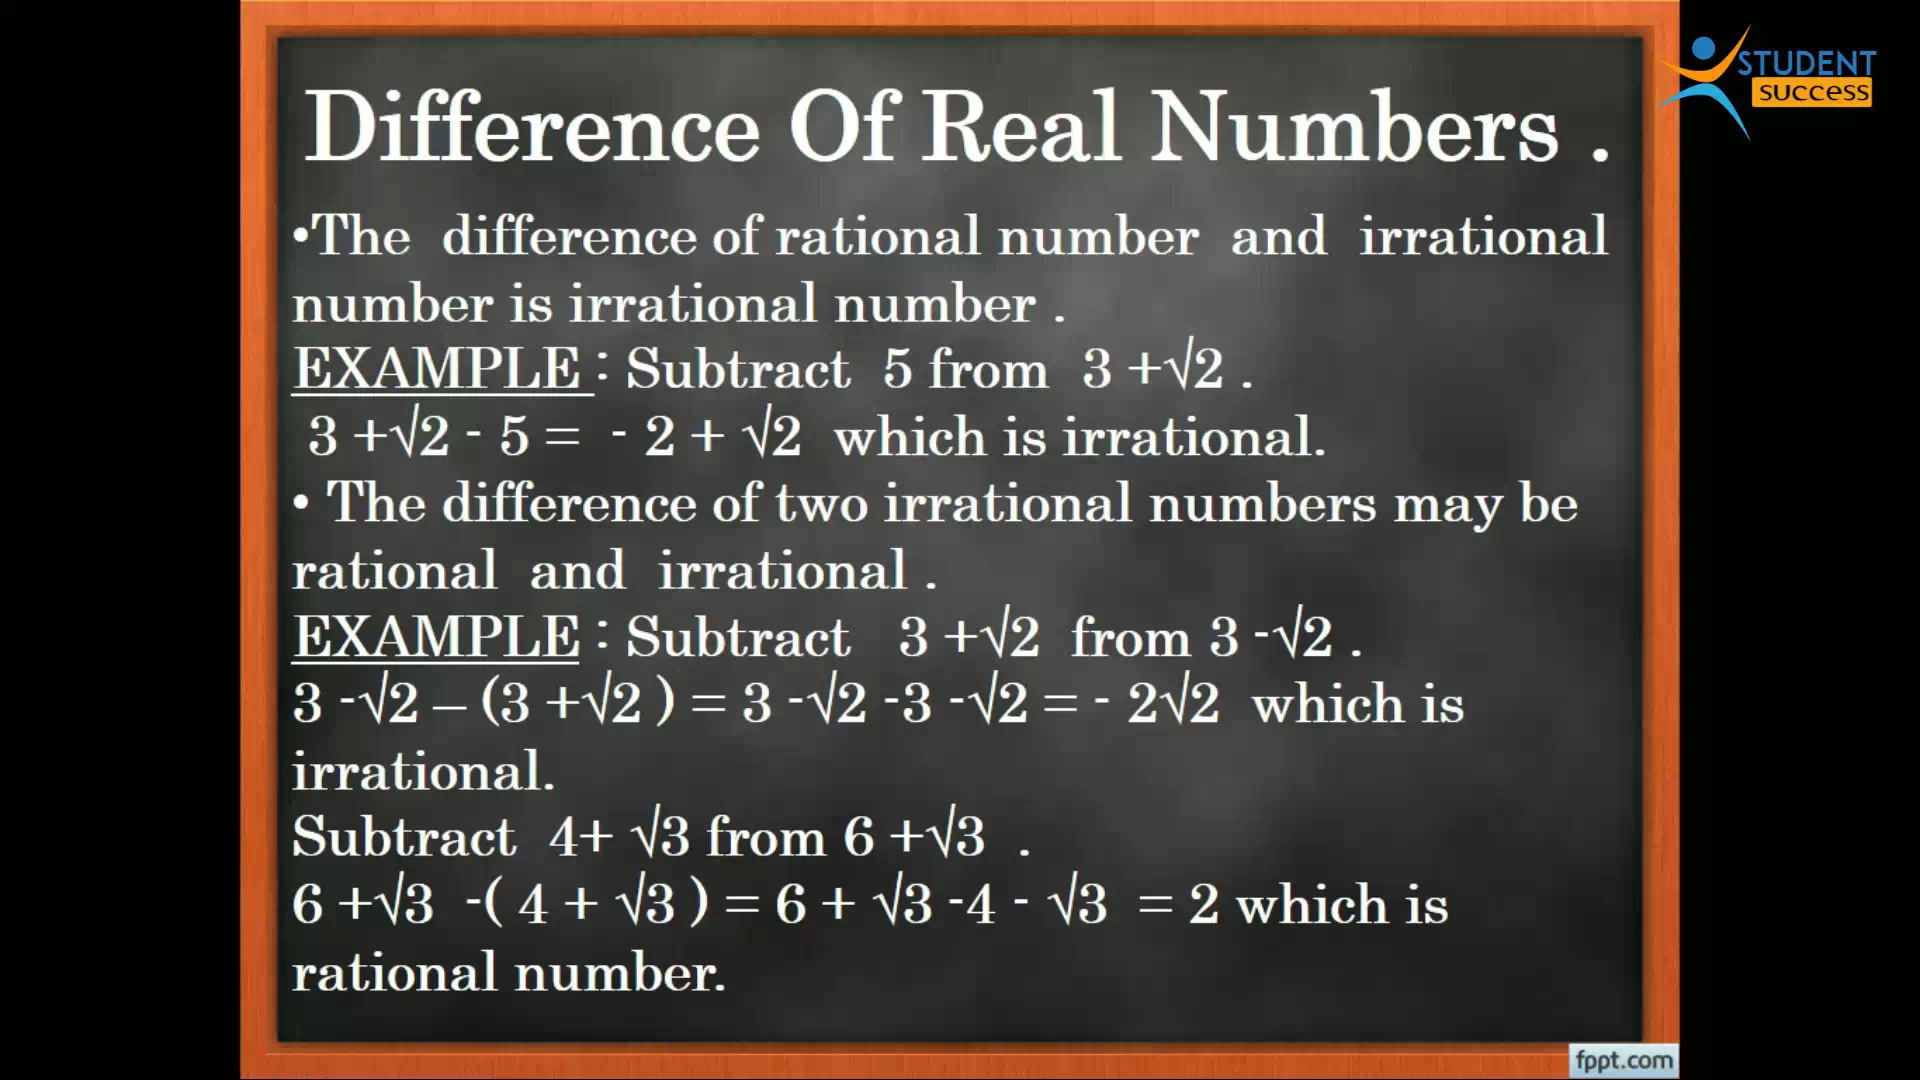 STUDENT
success
Difference Of Real Numbers .
•The difference of rational number and irrational
number is irrational number .
EXAMPLE : Subtract 5 from 3 +√2 .
3 +√2 - 5 = - 2 + √2 which is irrational.
• The difference of two irrational numbers may be
rational and irrational .
EXAMPLE : Subtract 3 +√2 from 3 -√2 .
3 -√2 – (3 +√2 ) = 3 -√2 -3 -√2 = - 2√2 which is
irrational.
Subtract 4+ √3 from 6 +√3 .
6 +√3 -( 4 + √3 ) = 6 + √3 -4 - √3 = 2 which is
rational number.
fppt.com